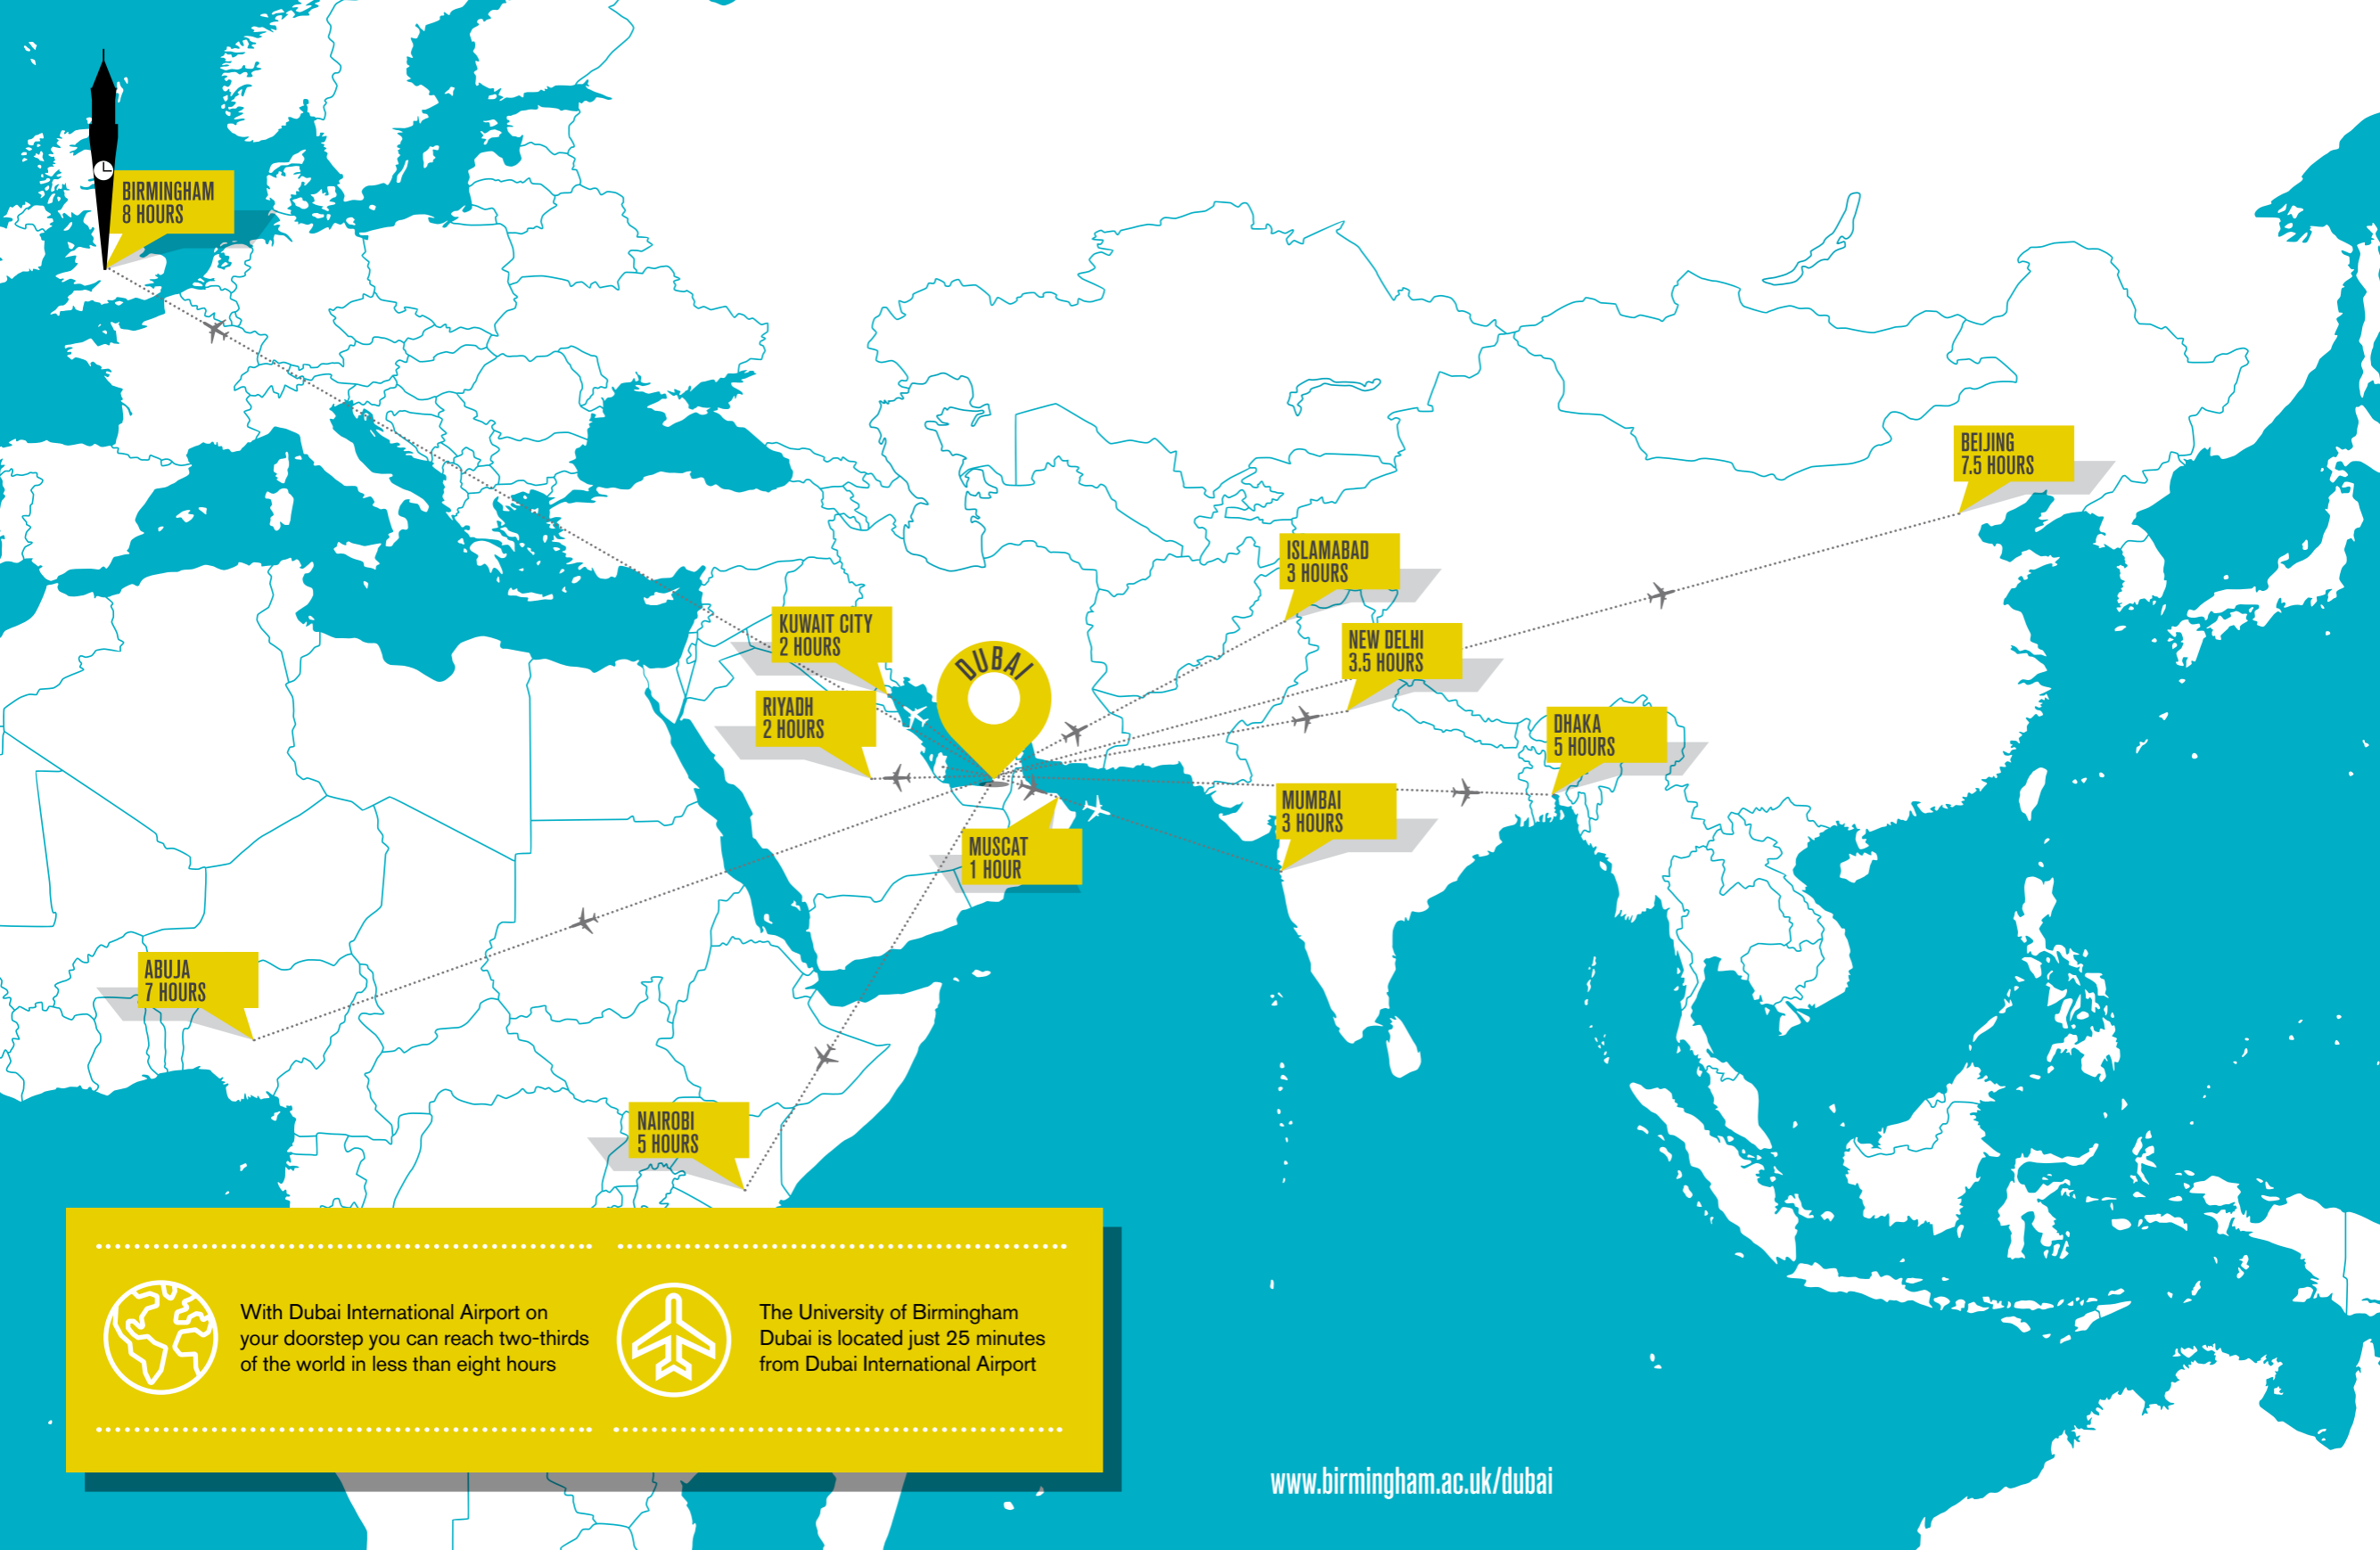 BIRMINGHAM
8 HOURS
BEIJING
7.5 HOURS
ISLAMABAD
3 HOURS
KUWAIT CITY
2 HOURS
NEW DELHI
3.5 HOURS
DUBAI
RIYADH
2 HOURS
DHAKA
5 HOURS
MUMBAI
3 HOURS
MUSCAT
1 HOUR
ABUJA
7 HOURS
NAIROBI
5 HOURS
With Dubai International Airport on
your doorstep you can reach two-thirds
of the world in less than eight hours
The University of Birmingham
Dubai is located just 25 minutes
from Dubai International Airport
www.birmingham.ac.uk/dubai